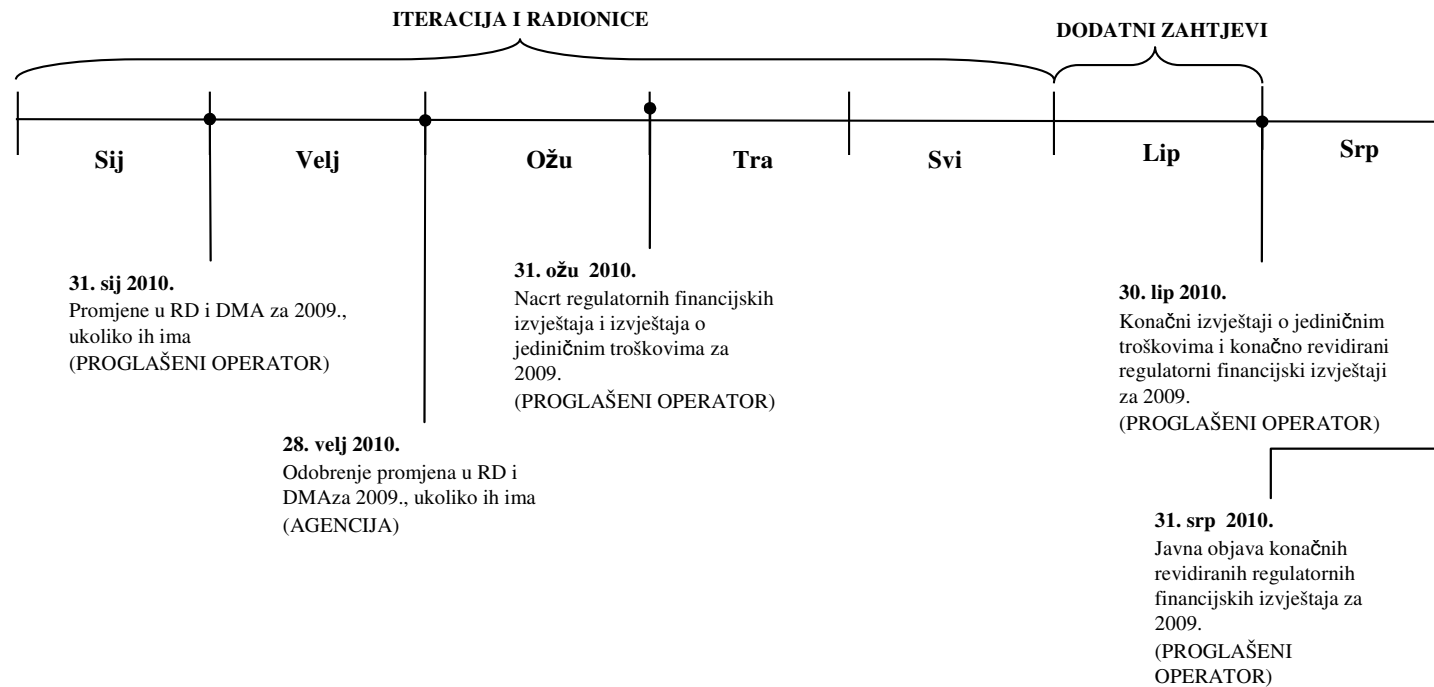 ITERACIJA I RADIONICE
DODATNI ZAHTJEVI
Sij
Velj
Ožu
Tra
Svi
Lip
Srp
31. sij 2010.
Promjene u RD i DMA za 2009.,
ukoliko ih ima
(PROGLAŠENI OPERATOR)
28. velj 2010.
Odobrenje promjena u RD i
DMAza 2009., ukoliko ih ima
(AGENCIJA)
31. ožu 2010.
Nacrt regulatornih financijskih
izvještaja i izvještaja o
jediničnim troškovima za
2009.
(PROGLAŠENI OPERATOR)
30. lip 2010.
Konačni izvještaji o jediničnim
troškovima i konačno revidirani
regulatorni financijski izvještaji
za 2009.
(PROGLAŠENI OPERATOR)
31. srp 2010.
Javna objava konačnih
revidiranih regulatornih
financijskih izvještaja za
2009.
(PROGLAŠENI
OPERATOR)